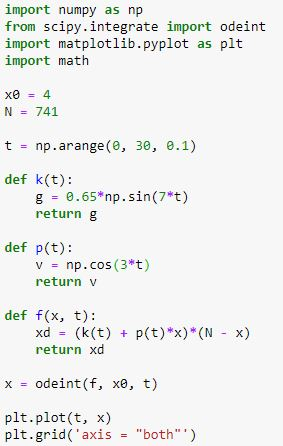 import numpy as np
from scipy.integrate import odeint
import matplotlib.pyplot as plt
import math
x0 = 4
N = 741
t = np.arange(0, 30, 0.1)
def k(t):
    g = 0.65*np.sin(7*t)
    return g
def p(t):
    v = np.cos(3*t)
    return v
def f(x, t):
    xd = (k(t) + p(t)*x)*(N - x)
    return xd
x = odeint(f, x0, t)
plt.plot(t, x)
plt.grid('axis = "both"')